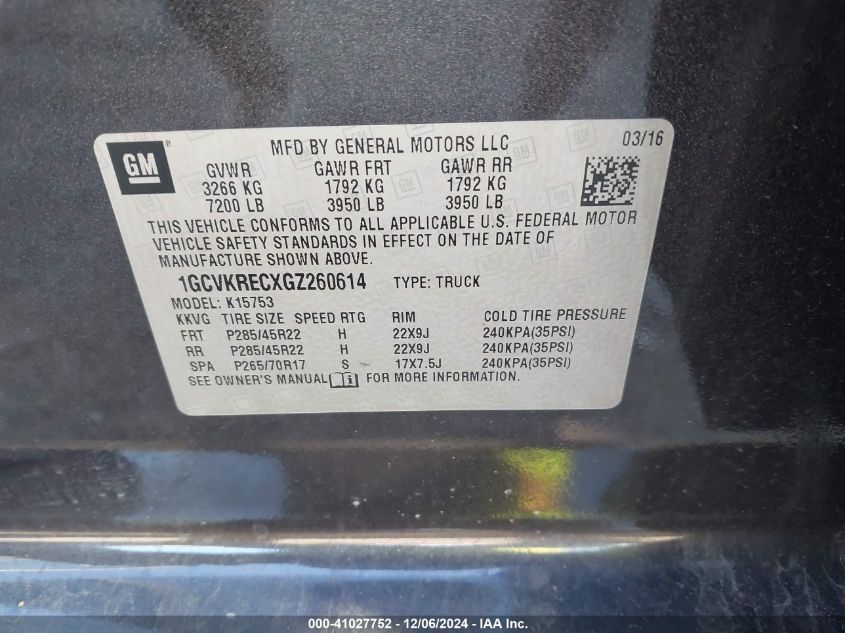 GM
MFD BY GENERAL MOTORS LLC 03/16
GVWR GAWR FRT GAWR RR
3266 KG 1792 KG 1792 KG
7200 LB 3950 LB 3950 LB
THIS VEHICLE CONFORMS TO ALL APPLICABLE U.S. FEDERAL MOTOR
VEHICLE SAFETY STANDARDS IN EFFECT ON THE DATE OF
MANUFACTURE SHOWN ABOVE.
1GCVKRECXGZ260614 TYPE: TRUCK
MODEL: K15753
KKVG TIRE SIZE SPEED RTG RIM COLD TIRE PRESSURE
FRT P285/45R22 H 22X9J 240KPA(35PSI)
RR P285/45R22 H 22X9J 240KPA(35PSI)
SPA P265/70R17 S 17X7.5J 240KPA(35PSI)
SEE OWNER'S MANUAL FOR MORE INFORMATION.
000-41027752 - 12/06/2024 - IAA Inc.